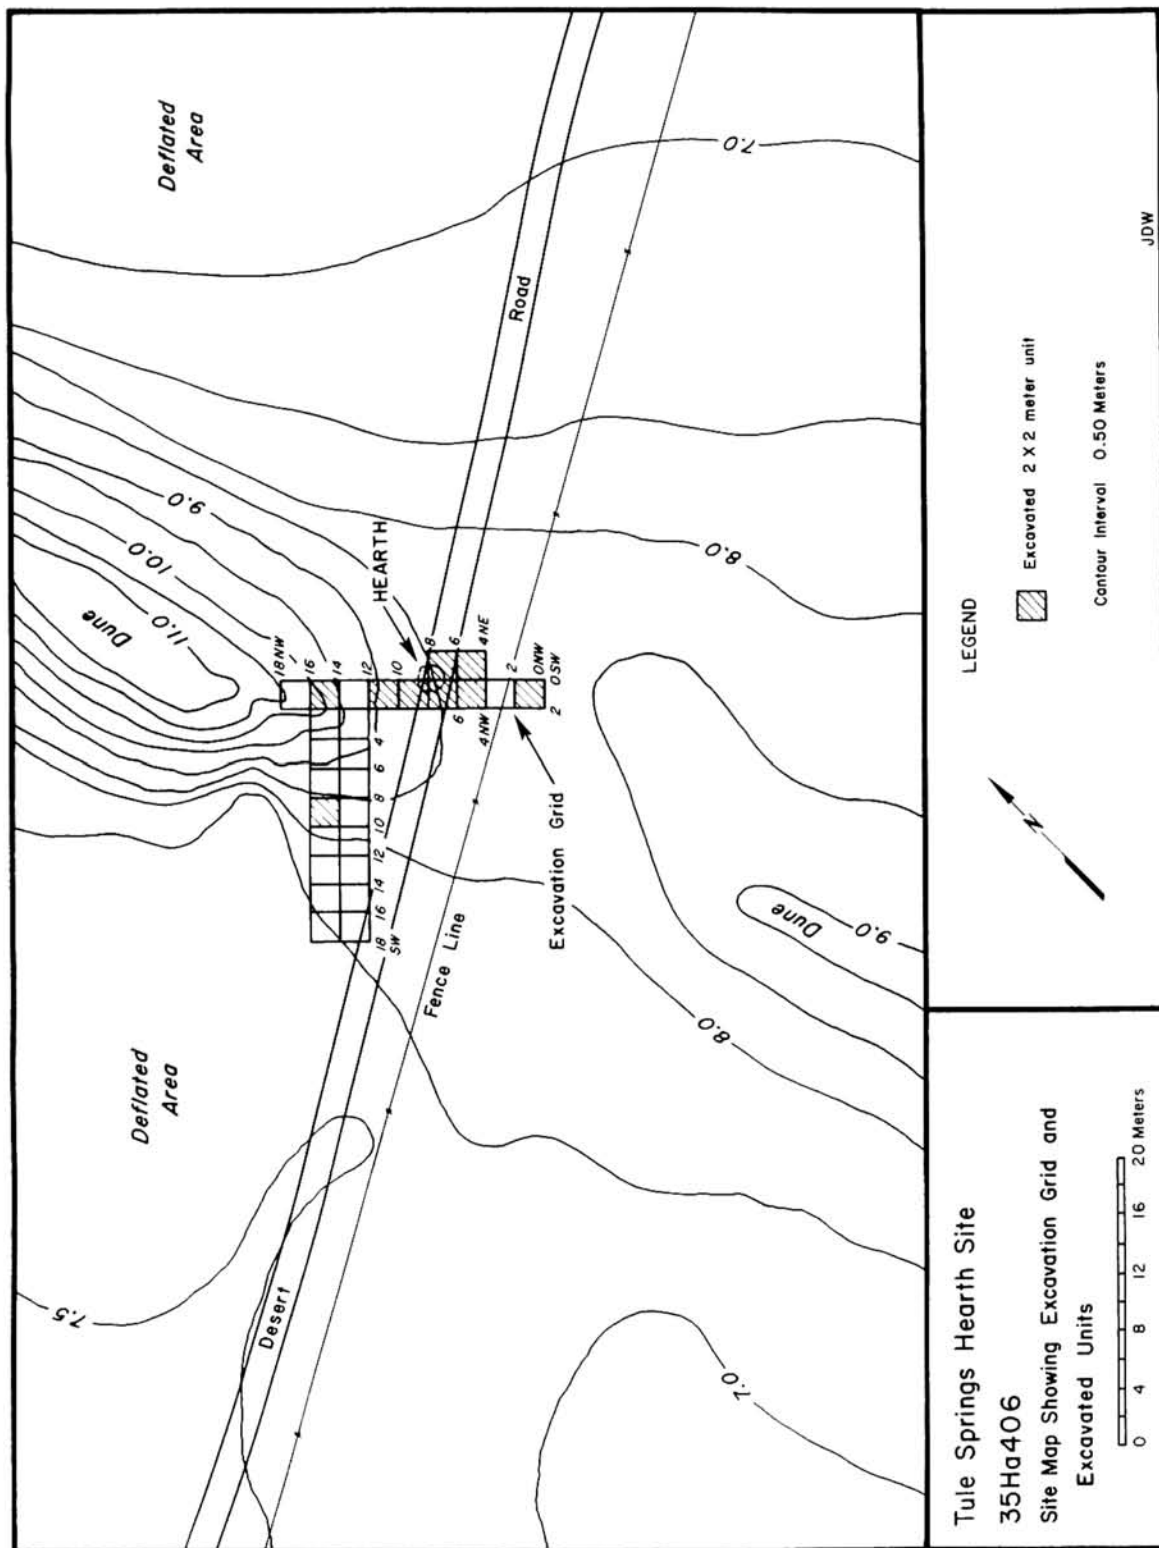 Deflated
Area
Deflated
Area
Dune
11.0
10.0
9.0
HEARTH
18NW
16
14
12
10
8
6
4NE
2
0NW
0SW
2
4NW
6
4
6
8
10
12
14
16
18
SW
Desert
Road
Fence Line
Excavation Grid
7.5
7.0
8.0
8.0
7.0
Dune
9.0
N
Tule Springs Hearth Site
35Ha406
Site Map Showing Excavation Grid and
Excavated Units
0 4 8 12 16 20 Meters
LEGEND
Excavated 2 X 2 meter unit
Contour Interval 0.50 Meters
JDW